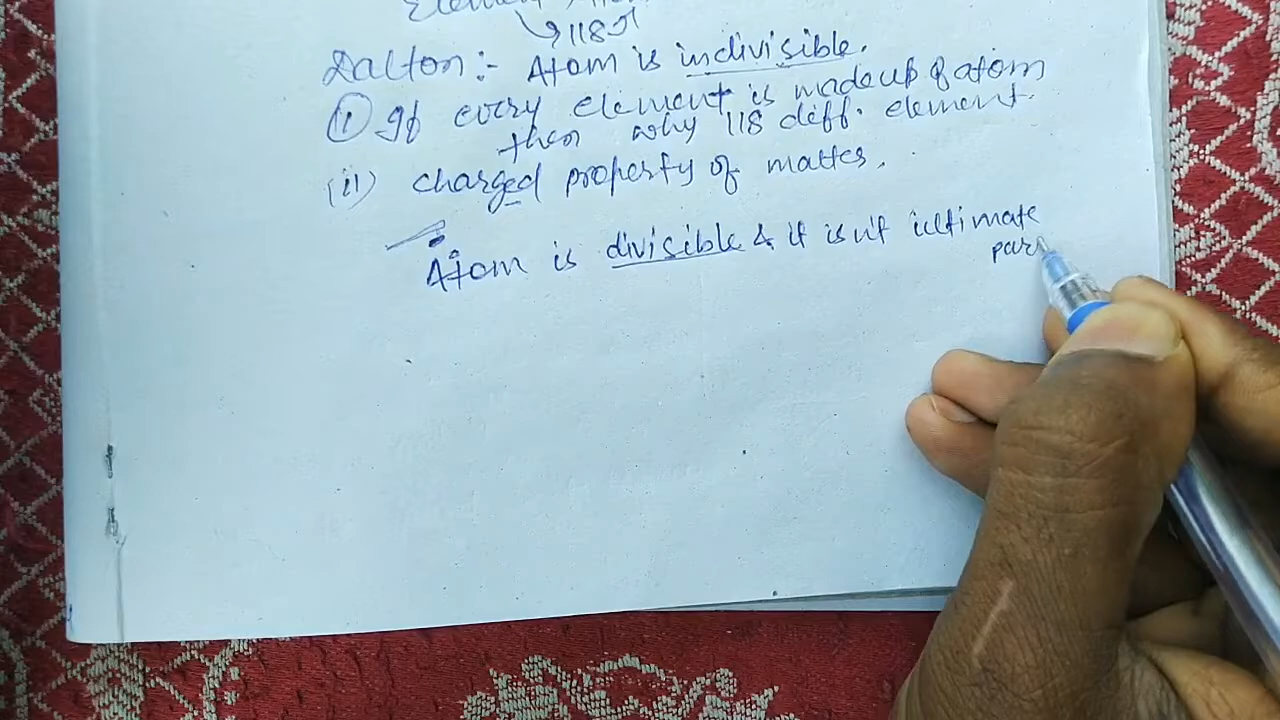 Element
↳ 118
Dalton :- Atom is indivisible.
(i) If every element is made up of atom
then why 118 diff. element.
(ii) charged property of matter.
Atom is divisible & it isn't ultimate
par